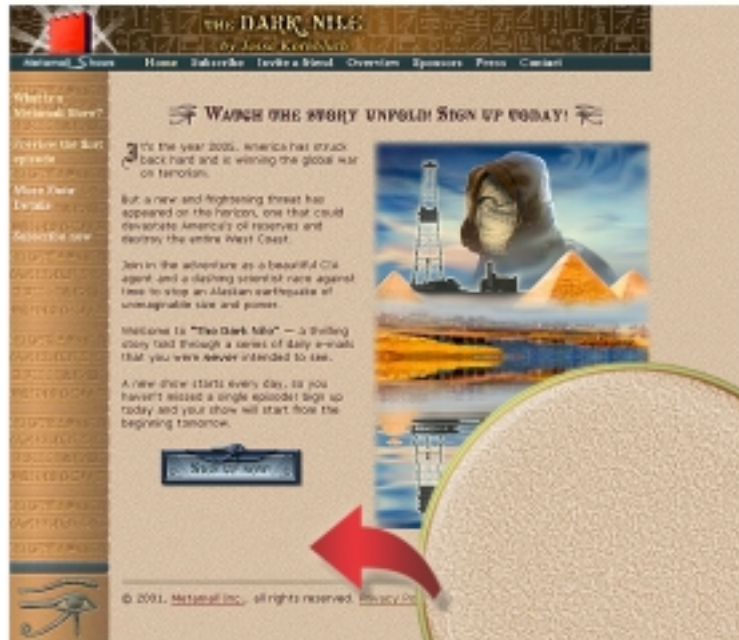 THE DARK NILE
by Jesse Kornbluth
Metamail Shows
Home Subscribe Invite a friend Overview Sponsors Press Contact
What is a
Metamail Show?
Preview the first
episode
More Show
Details
Subscribe now
WATCH THE STORY UNFOLD! SIGN UP TODAY!
It's the year 2005. America has struck
back hard and is winning the global war
on terrorism.
But a new and frightening threat has
appeared on the horizon, one that could
devastate America's oil reserves and
destroy the entire West Coast.
Join in the adventure as a beautiful CIA
agent and a dashing scientist race against
time to stop an Alaskan earthquake of
unimaginable size and power.
Welcome to "The Dark Nile" — a thrilling
story told through a series of daily e-mails
that you were never intended to see.
A new show starts every day, so you
haven't missed a single episode! Sign up
today and your show will start from the
beginning tomorrow.
SIGN UP NOW
© 2001, Metamail Inc., all rights reserved. Privacy